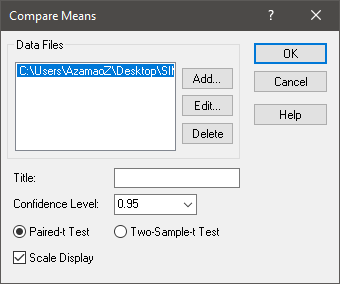 Compare Means
Data Files
OK
C:\Users\AzamaoZ\Desktop\SII
Add...
Cancel
Edit...
Help
Delete
Title:
Confidence Level: 0.95
Paired-t Test Two-Sample-t Test
Scale Display